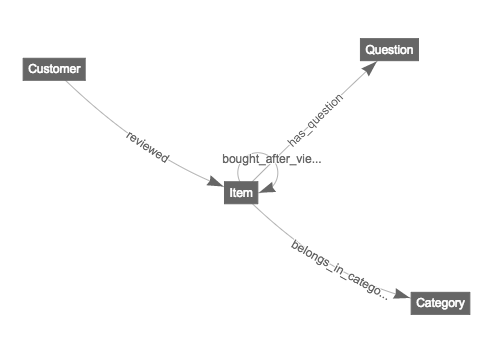 Question
Customer
has_question
reviewed
bought_after_vie...
Item
belongs_in_catego...
Category